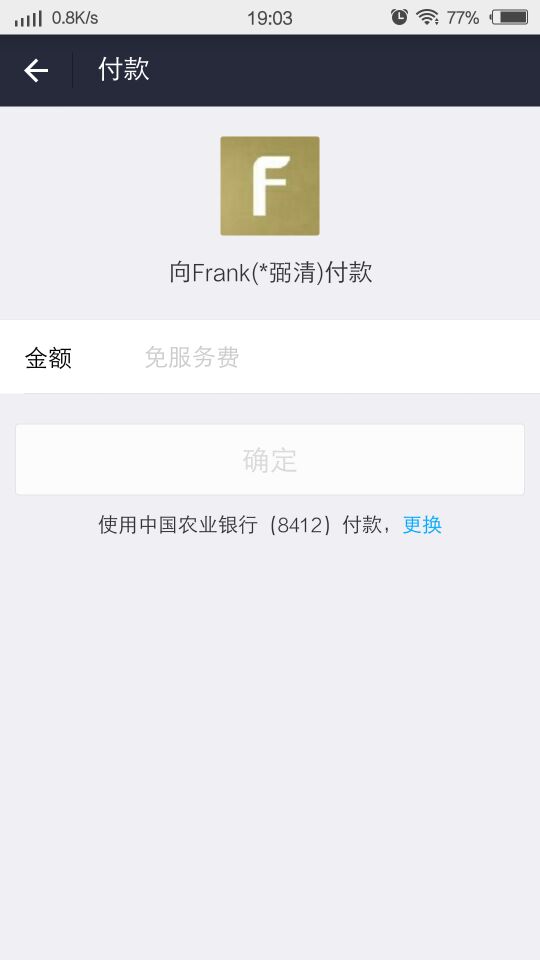 0.8K/s 19:03 77%
付款
F
向Frank(*弼清)付款
金额 免服务费
确定
使用中国农业银行（8412）付款，更换